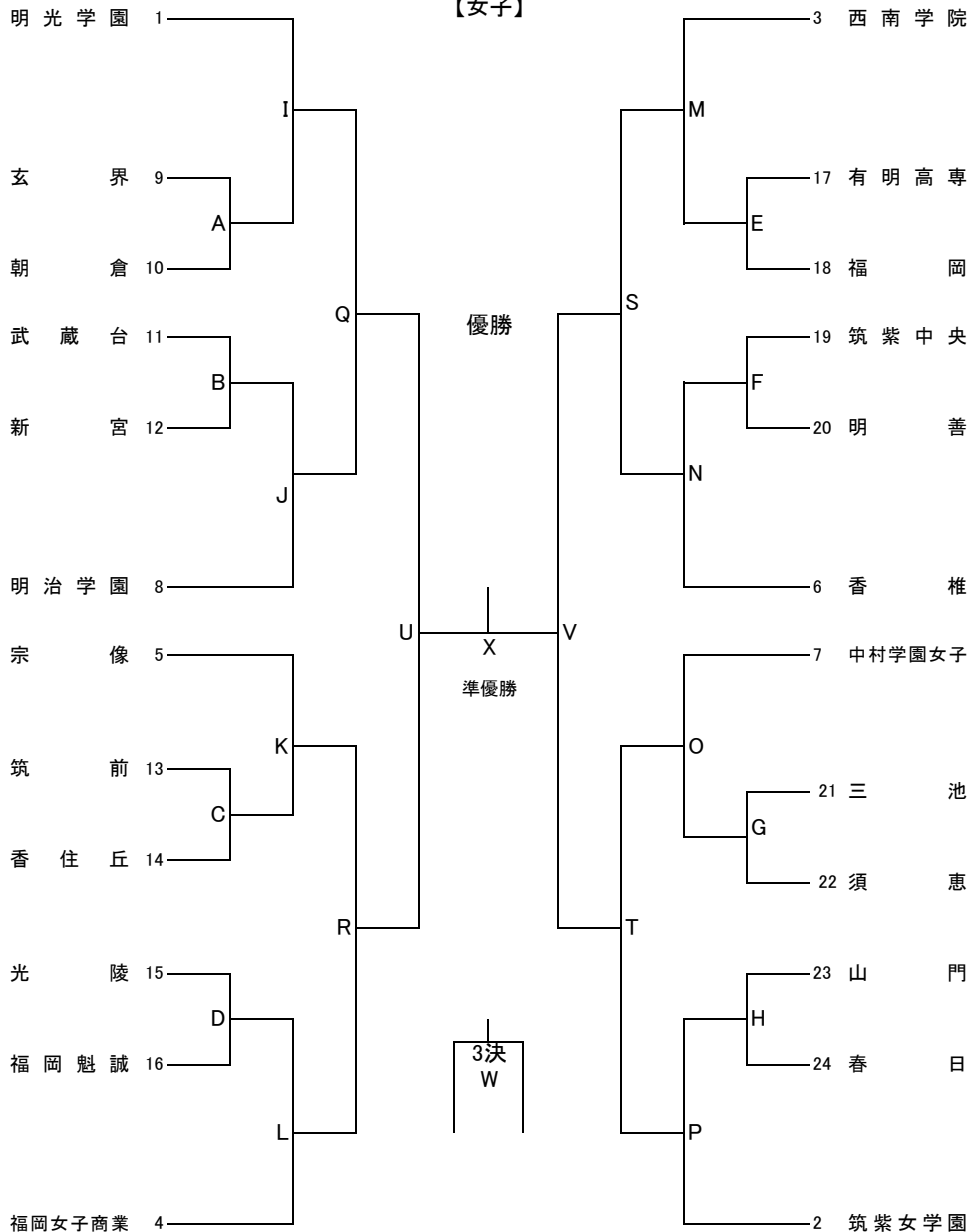 【女子】
明光学園 1
3 西南学院
I
M
玄界 9
17 有明高専
A
E
朝倉 10
18 福岡
Q
優勝
S
武蔵台 11
19 筑紫中央
B
F
新宮 12
20 明善
J
N
明治学園 8
6 香椎
U
X
V
宗像 5
7 中村学園女子
準優勝
K
O
筑前 13
21 三池
C
G
香住丘 14
22 須恵
R
T
光陵 15
23 山門
D
H
3決
W
福岡魁誠 16
24 春日
L
P
福岡女子商業 4
2 筑紫女学園